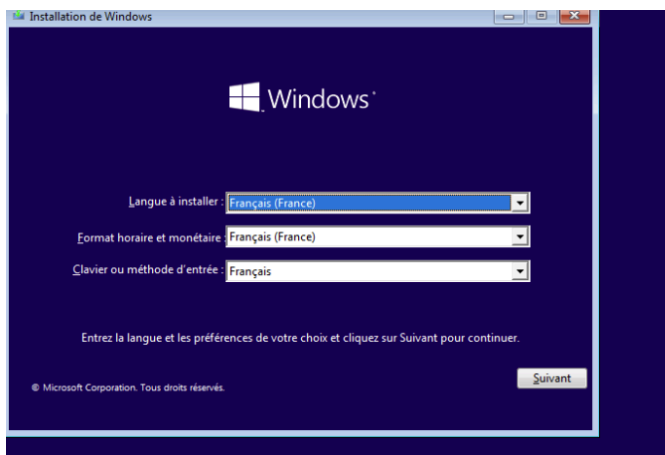 Installation de Windows
Windows
Langue à installer : Français (France)
Format horaire et monétaire : Français (France)
Clavier ou méthode d'entrée : Français
Entrez la langue et les préférences de votre choix et cliquez sur Suivant pour continuer.
Suivant
© Microsoft Corporation. Tous droits réservés.